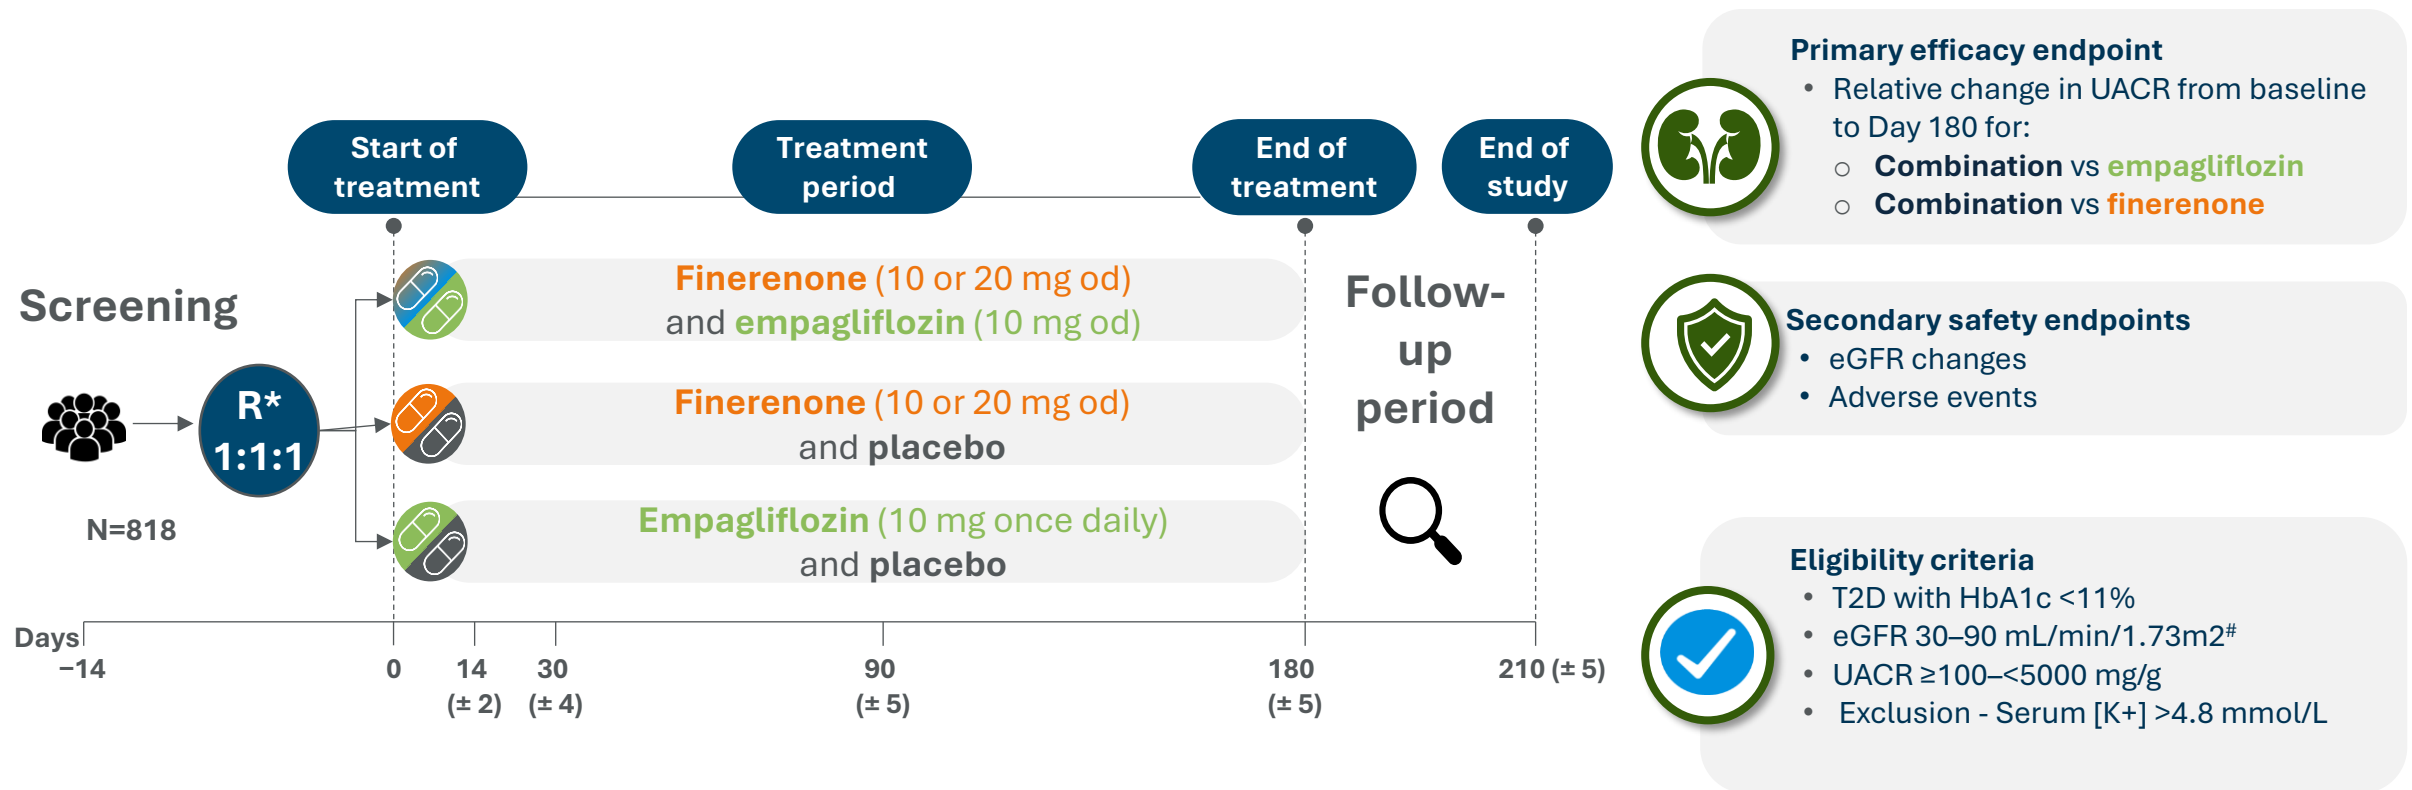 Screening
N=818
R*
1:1:1
Start of
treatment
Treatment
period
End of
treatment
End of
study
Finerenone (10 or 20 mg od)
and empagliflozin (10 mg od)
Finerenone (10 or 20 mg od)
and placebo
Empagliflozin (10 mg once daily)
and placebo
Follow-
up
period
Days
−14
0
14
(± 2)
30
(± 4)
90
(± 5)
180
(± 5)
210 (± 5)
Primary efficacy endpoint
• Relative change in UACR from baseline
to Day 180 for:
o Combination vs empagliflozin
o Combination vs finerenone
Secondary safety endpoints
• eGFR changes
• Adverse events
Eligibility criteria
• T2D with HbA1c <11%
• eGFR 30–90 mL/min/1.73m2#
• UACR ≥100–<5000 mg/g
• Exclusion - Serum [K+] >4.8 mmol/L